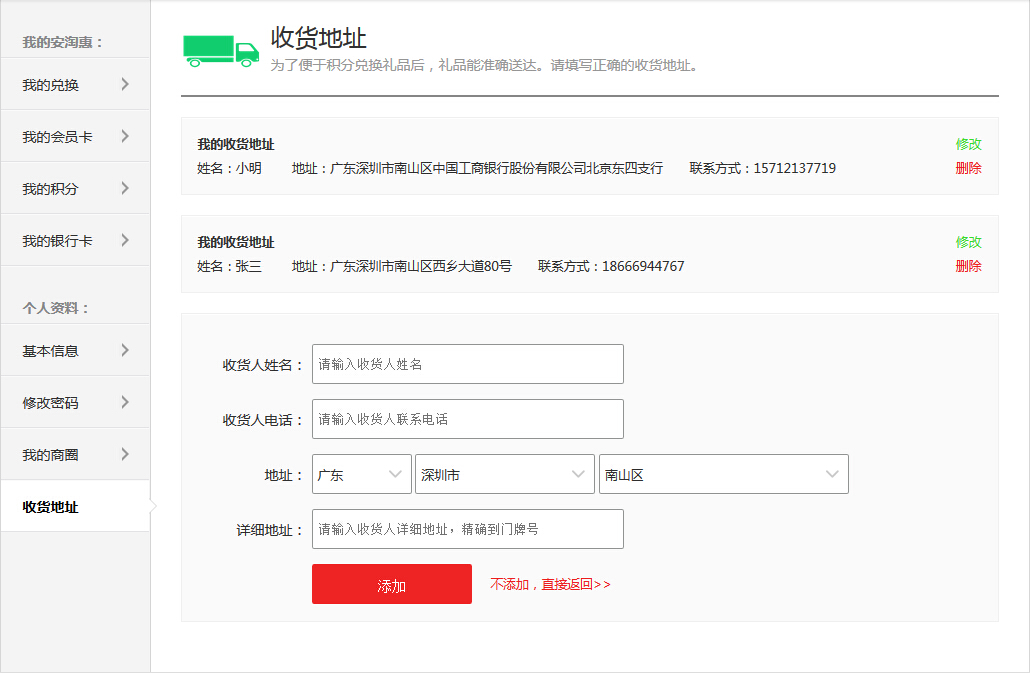 我的安淘惠：
我的兑换
我的会员卡
我的积分
我的银行卡
个人资料：
基本信息
修改密码
我的商圈
收货地址
收货地址
为了便于积分兑换礼品后，礼品能准确送达。请填写正确的收货地址。
我的收货地址 修改
姓名：小明 地址：广东深圳市南山区中国工商银行股份有限公司北京东四支行 联系方式：15712137719 删除
我的收货地址 修改
姓名：张三 地址：广东深圳市南山区西乡大道80号 联系方式：18666944767 删除
收货人姓名： 请输入收货人姓名
收货人电话： 请输入收货人联系电话
地址： 广东 深圳市 南山区
详细地址： 请输入收货人详细地址，精确到门牌号
添加 不添加，直接返回>>